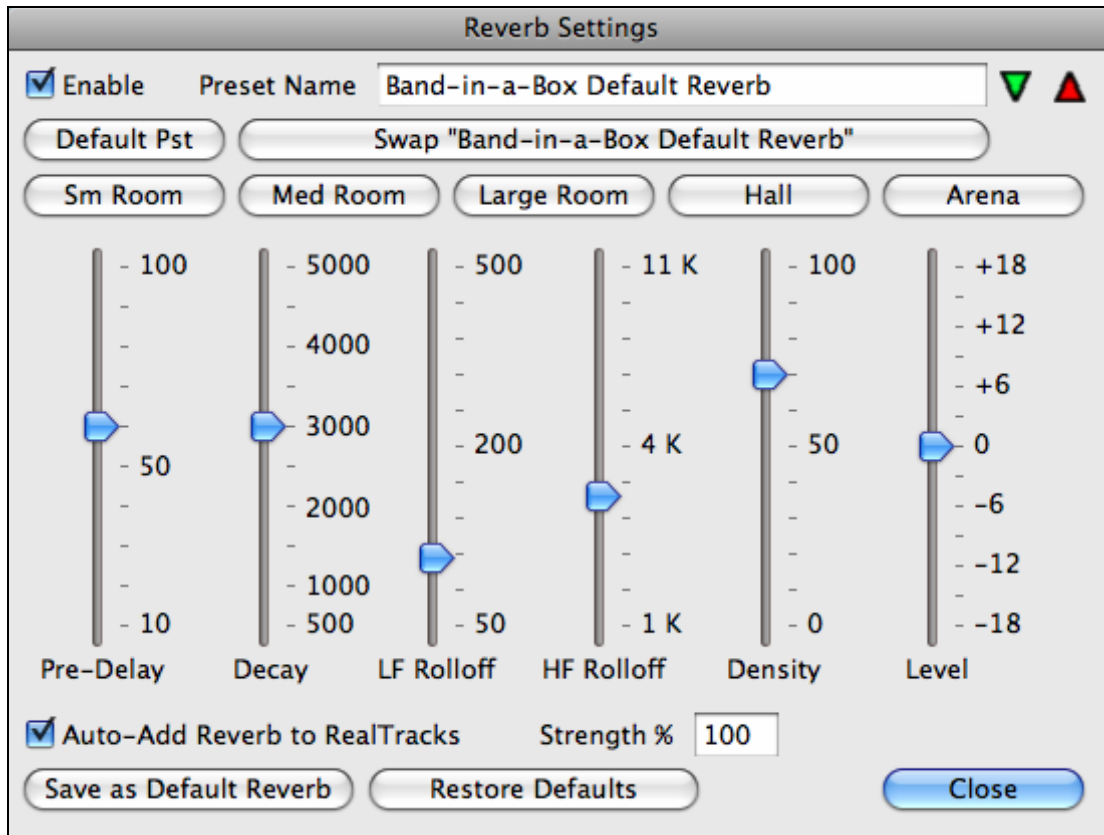 Reverb Settings
Enable Preset Name Band-in-a-Box Default Reverb
Default Pst Swap "Band-in-a-Box Default Reverb"
Sm Room Med Room Large Room Hall Arena
- 100 - 5000 - 500 - 11 K - 100 - +18
- +12
- 4000
- +6
- 3000
- 200 - 4 K - 50 - 0
- 50
- 2000 - -6
- -12
- 1000
- 10 - 500 - 50 - 1 K - 0 - -18
Pre-Delay Decay LF Rolloff HF Rolloff Density Level
Auto-Add Reverb to RealTracks Strength % 100
Save as Default Reverb Restore Defaults Close